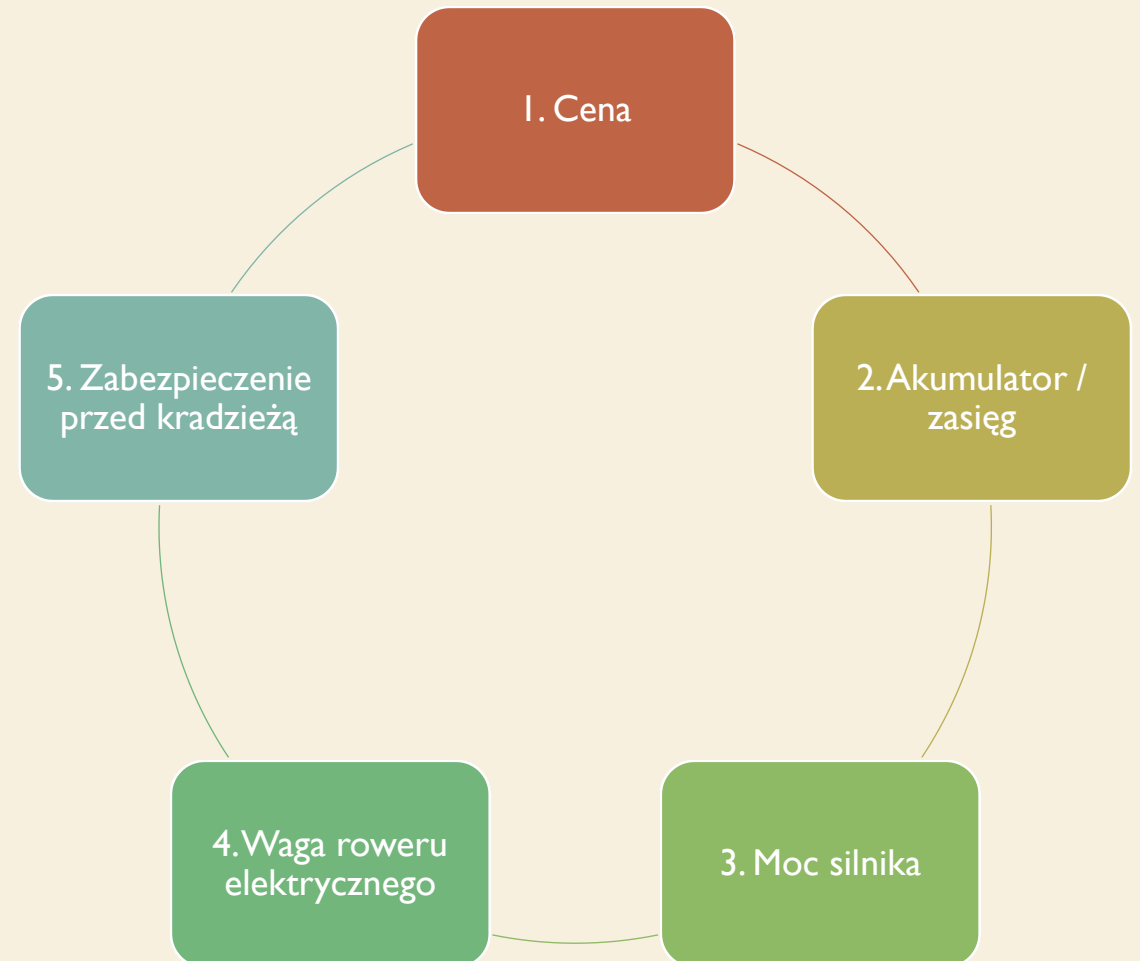 1. Cena
2. Akumulator /
zasięg
3. Moc silnika
4. Waga roweru
elektrycznego
5. Zabezpieczenie
przed kradzieżą